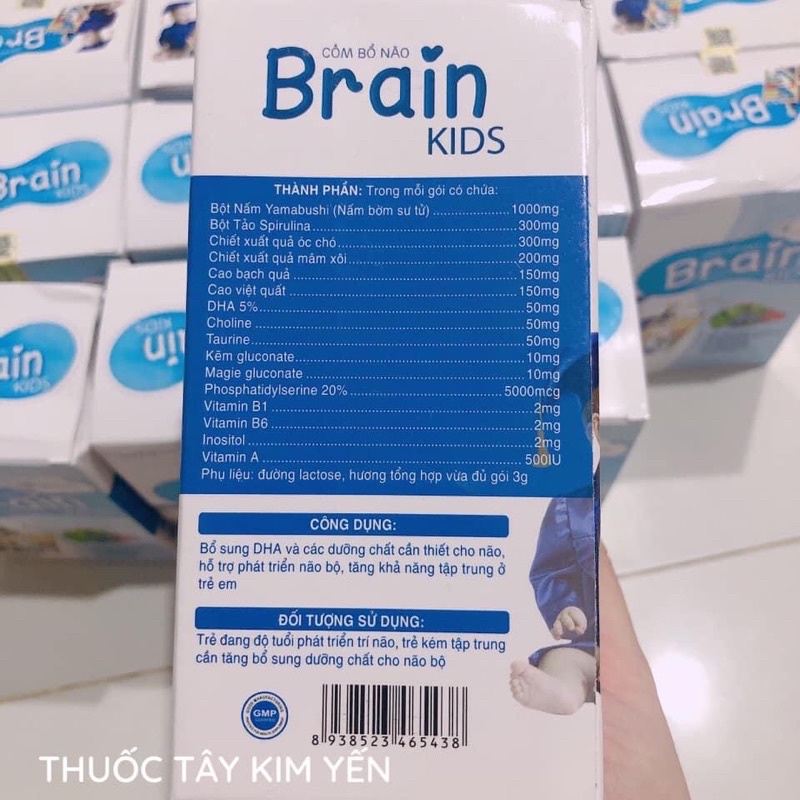 CỐM BỔ NÃO
Brain
KIDS
THÀNH PHẦN: Trong mỗi gói có chứa:
Bột Nấm Yamabushi (Nấm bờm sư tử) 1000mg
Bột Tảo Spirulina 300mg
Chiết xuất quả óc chó 300mg
Chiết xuất quả mâm xôi 200mg
Cao bạch quả 150mg
Cao việt quất 150mg
DHA 5% 50mg
Choline 50mg
Taurine 50mg
Kẽm gluconate 10mg
Magie gluconate 10mg
Phosphatidylserine 20% 5000mcg
Vitamin B1 2mg
Vitamin B6 2mg
Inositol 2mg
Vitamin A 500IU
Phụ liệu: đường lactose, hương tổng hợp vừa đủ gói 3g
CÔNG DỤNG:
Bổ sung DHA và các dưỡng chất cần thiết cho não,
hỗ trợ phát triển não bộ, tăng khả năng tập trung ở
trẻ em
ĐỐI TƯỢNG SỬ DỤNG:
Trẻ đang độ tuổi phát triển trí não, trẻ kém tập trung
cần tăng bổ sung dưỡng chất cho não bộ
GMP
8 938523 465438
THUỐC TÂY KIM YẾN
Brain
KIDS
Brain
KIDS
Brain
KIDS
Brain